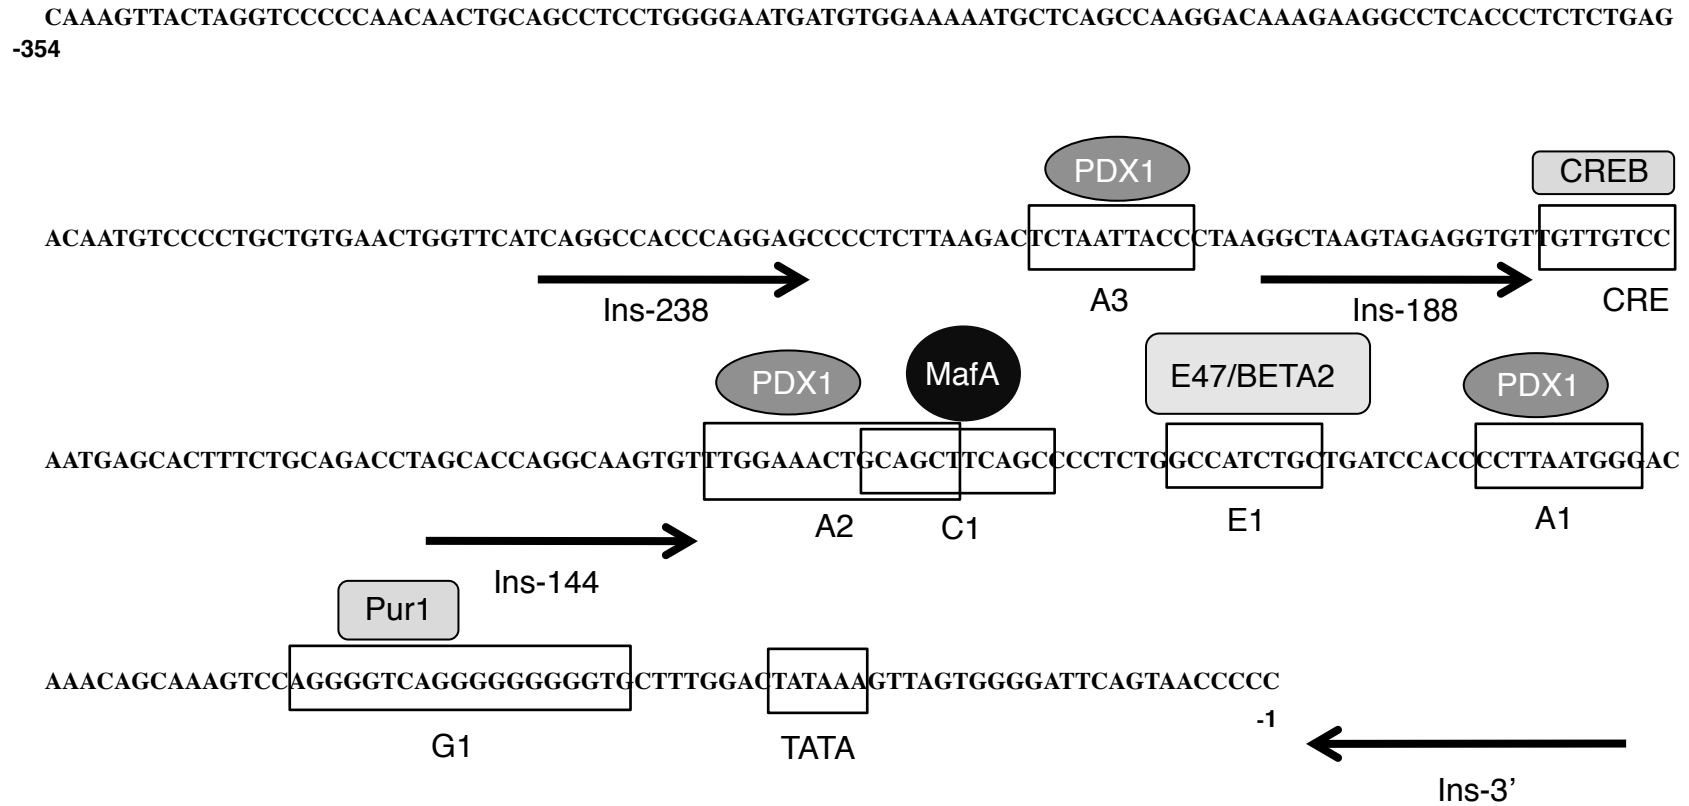 CAAAGTTACTAGGTCCCCCAACAACTGCAGCCTCCTGGGGAATGATGTGGAAAAATGCTCAGCCAAGGACAAAGAAGGCCTCACCCTCTCTGAG
-354
PDX1 CREB
ACAATGTCCCCTGCTGTGAACTGGTTCATCAGGCCACCCAGGAGCCCCTCTTAAGACTCTAATTACCCTAAGGCTAAGTAGAGGTGTTGTTGTCC
Ins-238 A3 Ins-188 CRE
PDX1 MafA E47/BETA2 PDX1
AATGAGCACTTTCTGCAGACCTAGCACCAGGCAAGTGTTTGGAAACTGCAGCTTCAGCCCCTCTGGCCATCTGCTGATCCACCCCTTAATGGGAC
A2 C1 E1 A1
Ins-144
Pur1
AAACAGCAAAGTCCAGGGGTCAGGGGGGGGGTGCTTTGGACTATAAAGTTAGTGGGGATTCAGTAACCCCC
-1
G1 TATA
Ins-3’